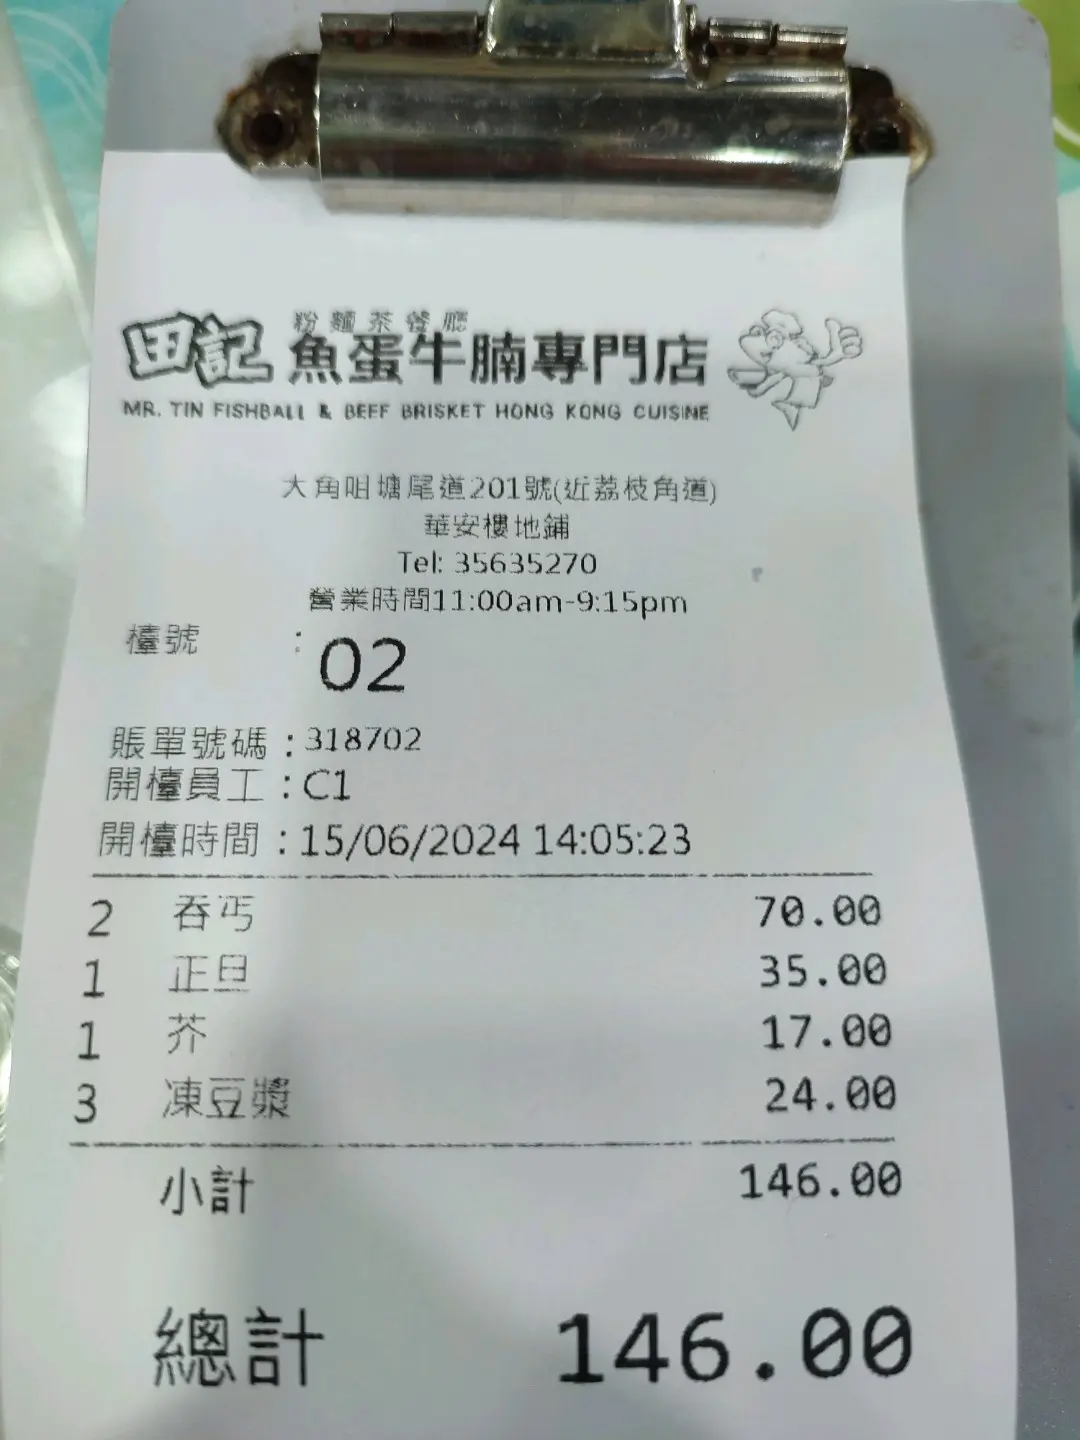 粉麵茶餐廳
田記 魚蛋牛腩專門店
MR. TIN FISHBALL & BEEF BRISKET HONG KONG CUISINE
大角咀塘尾道201號(近荔枝角道)
華安樓地鋪
Tel: 35635270
營業時間11:00am-9:15pm
檯號 : 02
賬單號碼 : 318702
開檯員工 : C1
開檯時間 : 15/06/2024 14:05:23
2 吞丐 70.00
1 正旦 35.00
1 芥 17.00
3 凍豆漿 24.00
小計 146.00
總計 146.00